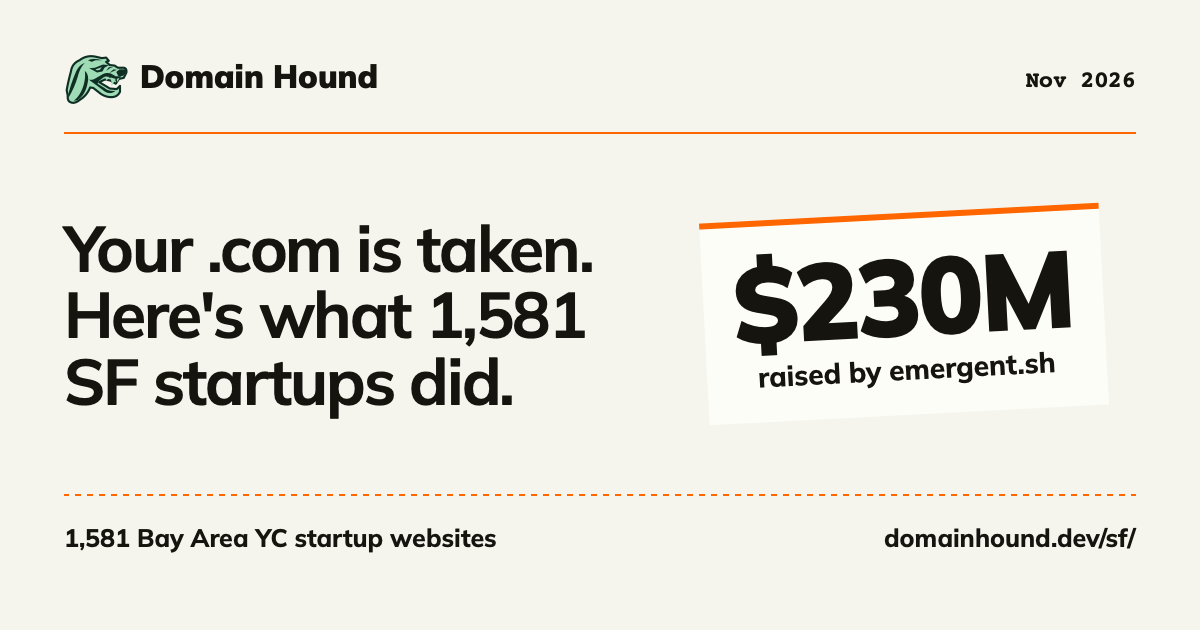 Domain Hound
Nov 2026
Your .com is taken.
Here's what 1,581
SF startups did.
$230M
raised by emergent.sh
1,581 Bay Area YC startup websites
domainhound.dev/sf/